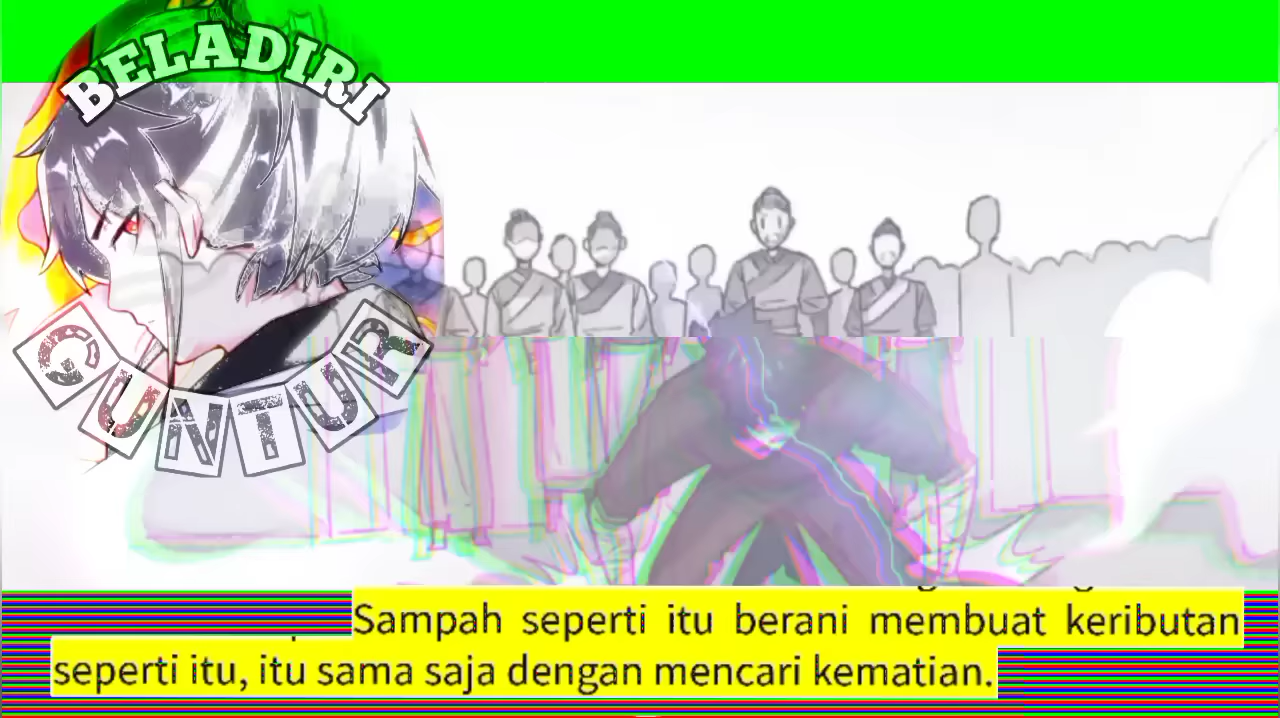 BELADIRI
GUNTUR
Sampah seperti itu berani membuat keributan
seperti itu, itu sama saja dengan mencari kematian.